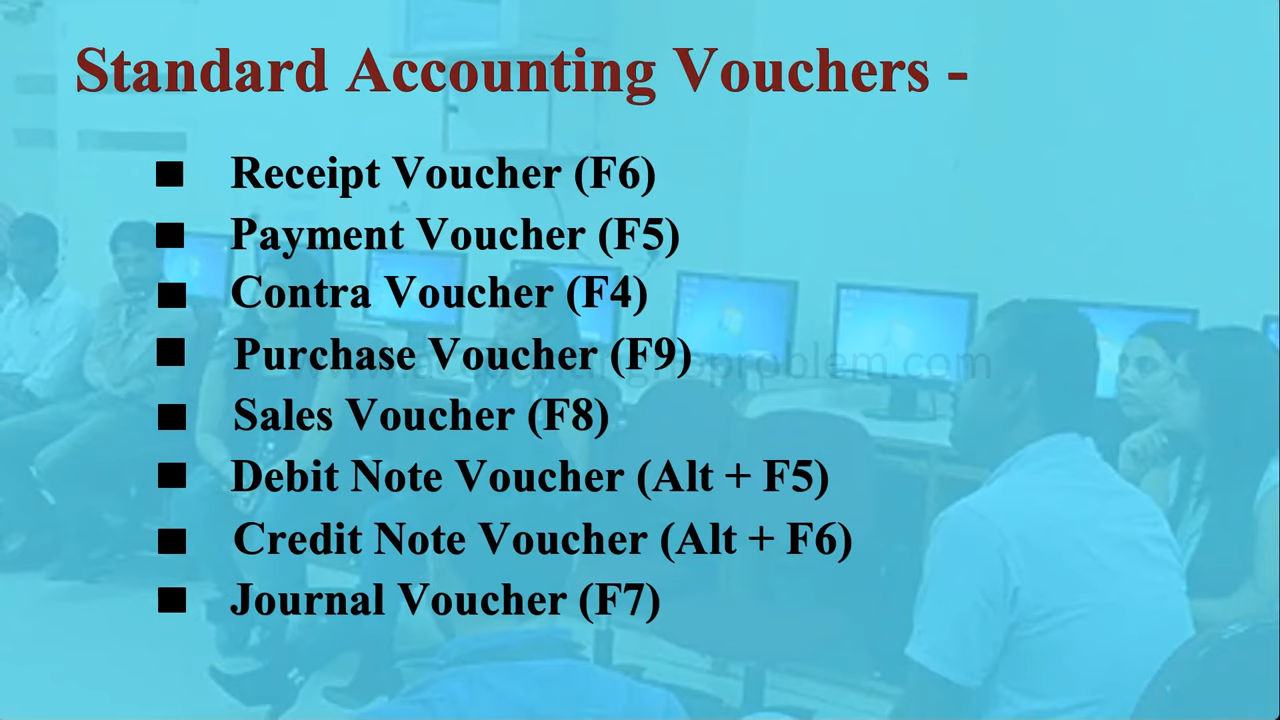 Standard Accounting Vouchers -
■ Receipt Voucher (F6)
■ Payment Voucher (F5)
■ Contra Voucher (F4)
■ Purchase Voucher (F9)
■ Sales Voucher (F8)
■ Debit Note Voucher (Alt + F5)
■ Credit Note Voucher (Alt + F6)
■ Journal Voucher (F7)